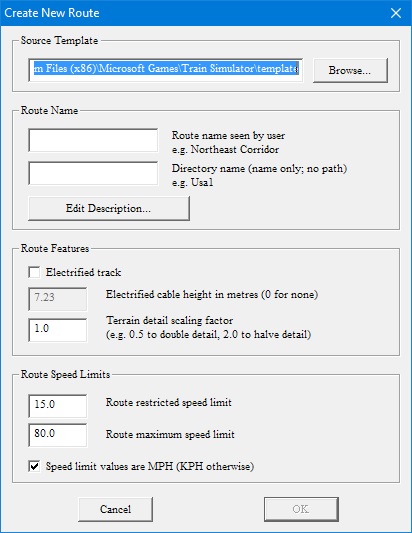 Create New Route
Source Template
m Files (x86)\Microsoft Games\Train Simulator\template
Browse...
Route Name
Route name seen by user
e.g. Northeast Corridor
Directory name (name only; no path)
e.g. Usa1
Edit Description...
Route Features
Electrified track
7.23
Electrified cable height in metres (0 for none)
1.0
Terrain detail scaling factor
(e.g. 0.5 to double detail, 2.0 to halve detail)
Route Speed Limits
15.0
Route restricted speed limit
80.0
Route maximum speed limit
Speed limit values are MPH (KPH otherwise)
Cancel
OK